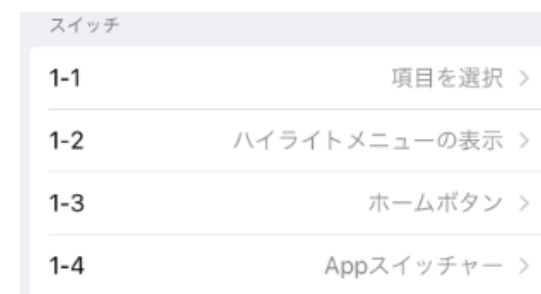 スイッチ
1-1 項目を選択 >
1-2 ハイライトメニューの表示 >
1-3 ホームボタン >
1-4 Appスイッチャー >